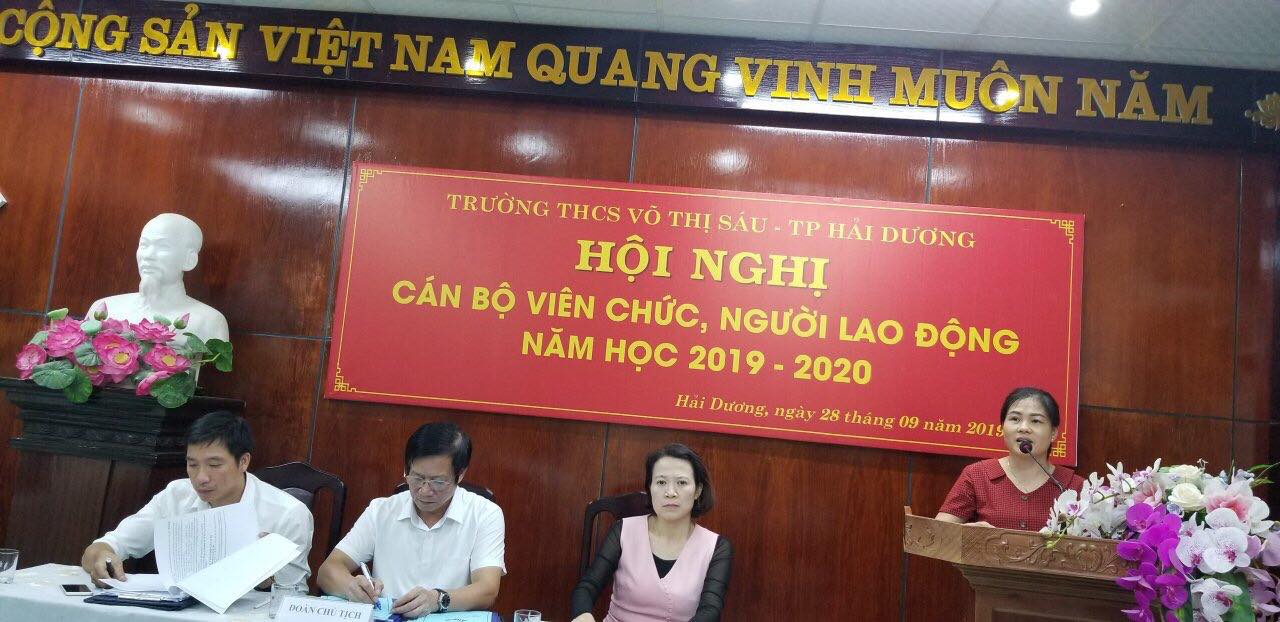 CỘNG SẢN VIỆT NAM QUANG VINH MUÔN NĂM
TRƯỜNG THCS VÕ THỊ SÁU - TP HẢI DƯƠNG
HỘI NGHỊ
CÁN BỘ VIÊN CHỨC, NGƯỜI LAO ĐỘNG
NĂM HỌC 2019 - 2020
Hải Dương, ngày 28 tháng 09 năm 2019
ĐOÀN CHỦ TỊCH